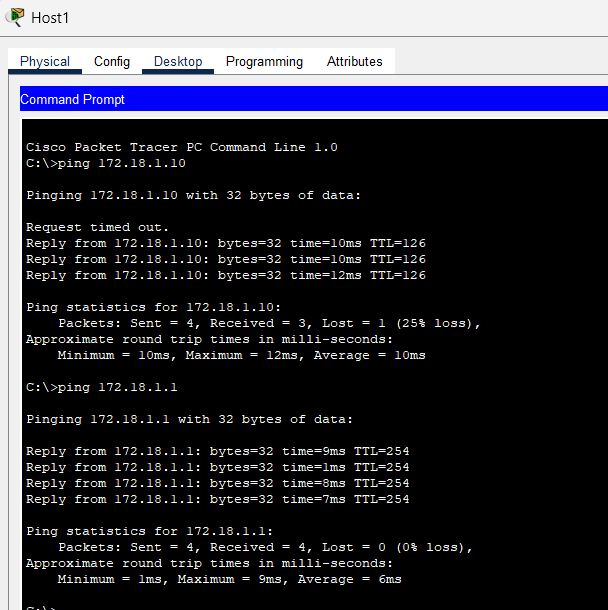 Host1
Physical Config Desktop Programming Attributes
Command Prompt
Cisco Packet Tracer PC Command Line 1.0
C:\>ping 172.18.1.10
Pinging 172.18.1.10 with 32 bytes of data:
Request timed out.
Reply from 172.18.1.10: bytes=32 time=10ms TTL=126
Reply from 172.18.1.10: bytes=32 time=10ms TTL=126
Reply from 172.18.1.10: bytes=32 time=12ms TTL=126
Ping statistics for 172.18.1.10:
Packets: Sent = 4, Received = 3, Lost = 1 (25% loss),
Approximate round trip times in milli-seconds:
Minimum = 10ms, Maximum = 12ms, Average = 10ms
C:\>ping 172.18.1.1
Pinging 172.18.1.1 with 32 bytes of data:
Reply from 172.18.1.1: bytes=32 time=9ms TTL=254
Reply from 172.18.1.1: bytes=32 time=1ms TTL=254
Reply from 172.18.1.1: bytes=32 time=8ms TTL=254
Reply from 172.18.1.1: bytes=32 time=7ms TTL=254
Ping statistics for 172.18.1.1:
Packets: Sent = 4, Received = 4, Lost = 0 (0% loss),
Approximate round trip times in milli-seconds:
Minimum = 1ms, Maximum = 9ms, Average = 6ms
C:\>